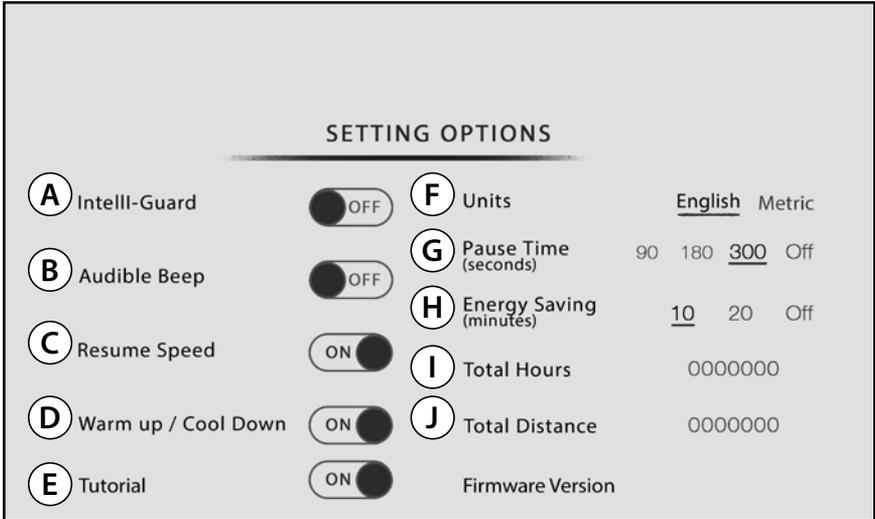 SETTING OPTIONS
A IntelII-Guard OFF
B Audible Beep OFF
C Resume Speed ON
D Warm up / Cool Down ON
E Tutorial ON
F Units English Metric
G Pause Time 90 180 300 Off
(seconds)
H Energy Saving 10 20 Off
(minutes)
I Total Hours 0000000
J Total Distance 0000000
Firmware Version